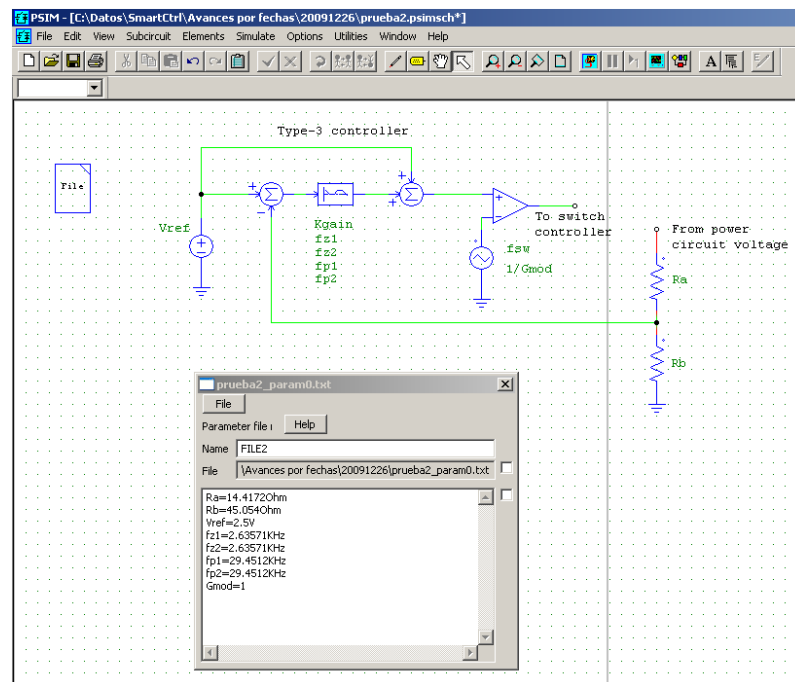 PSIM - [C:\Datos\SmartCtrl\Avances por fechas\20091226\prueba2.psimsch*]
File Edit View Subcircuit Elements Simulate Options Utilities Window Help
Type-3 controller
File
Vref
Kgain
fz1
fz2
fp1
fp2
fsw
1/Gmod
To switch
controller
From power
circuit voltage
Ra
Rb
prueba2_param0.txt
File
Parameter file Help
Name FILE2
File \Avances por fechas\20091226\prueba2_param0.txt
Ra=14.4172Ohm
Rb=45.054Ohm
Vref=2.5V
fz1=2.63571KHz
fz2=2.63571KHz
fp1=29.4512KHz
fp2=29.4512KHz
Gmod=1